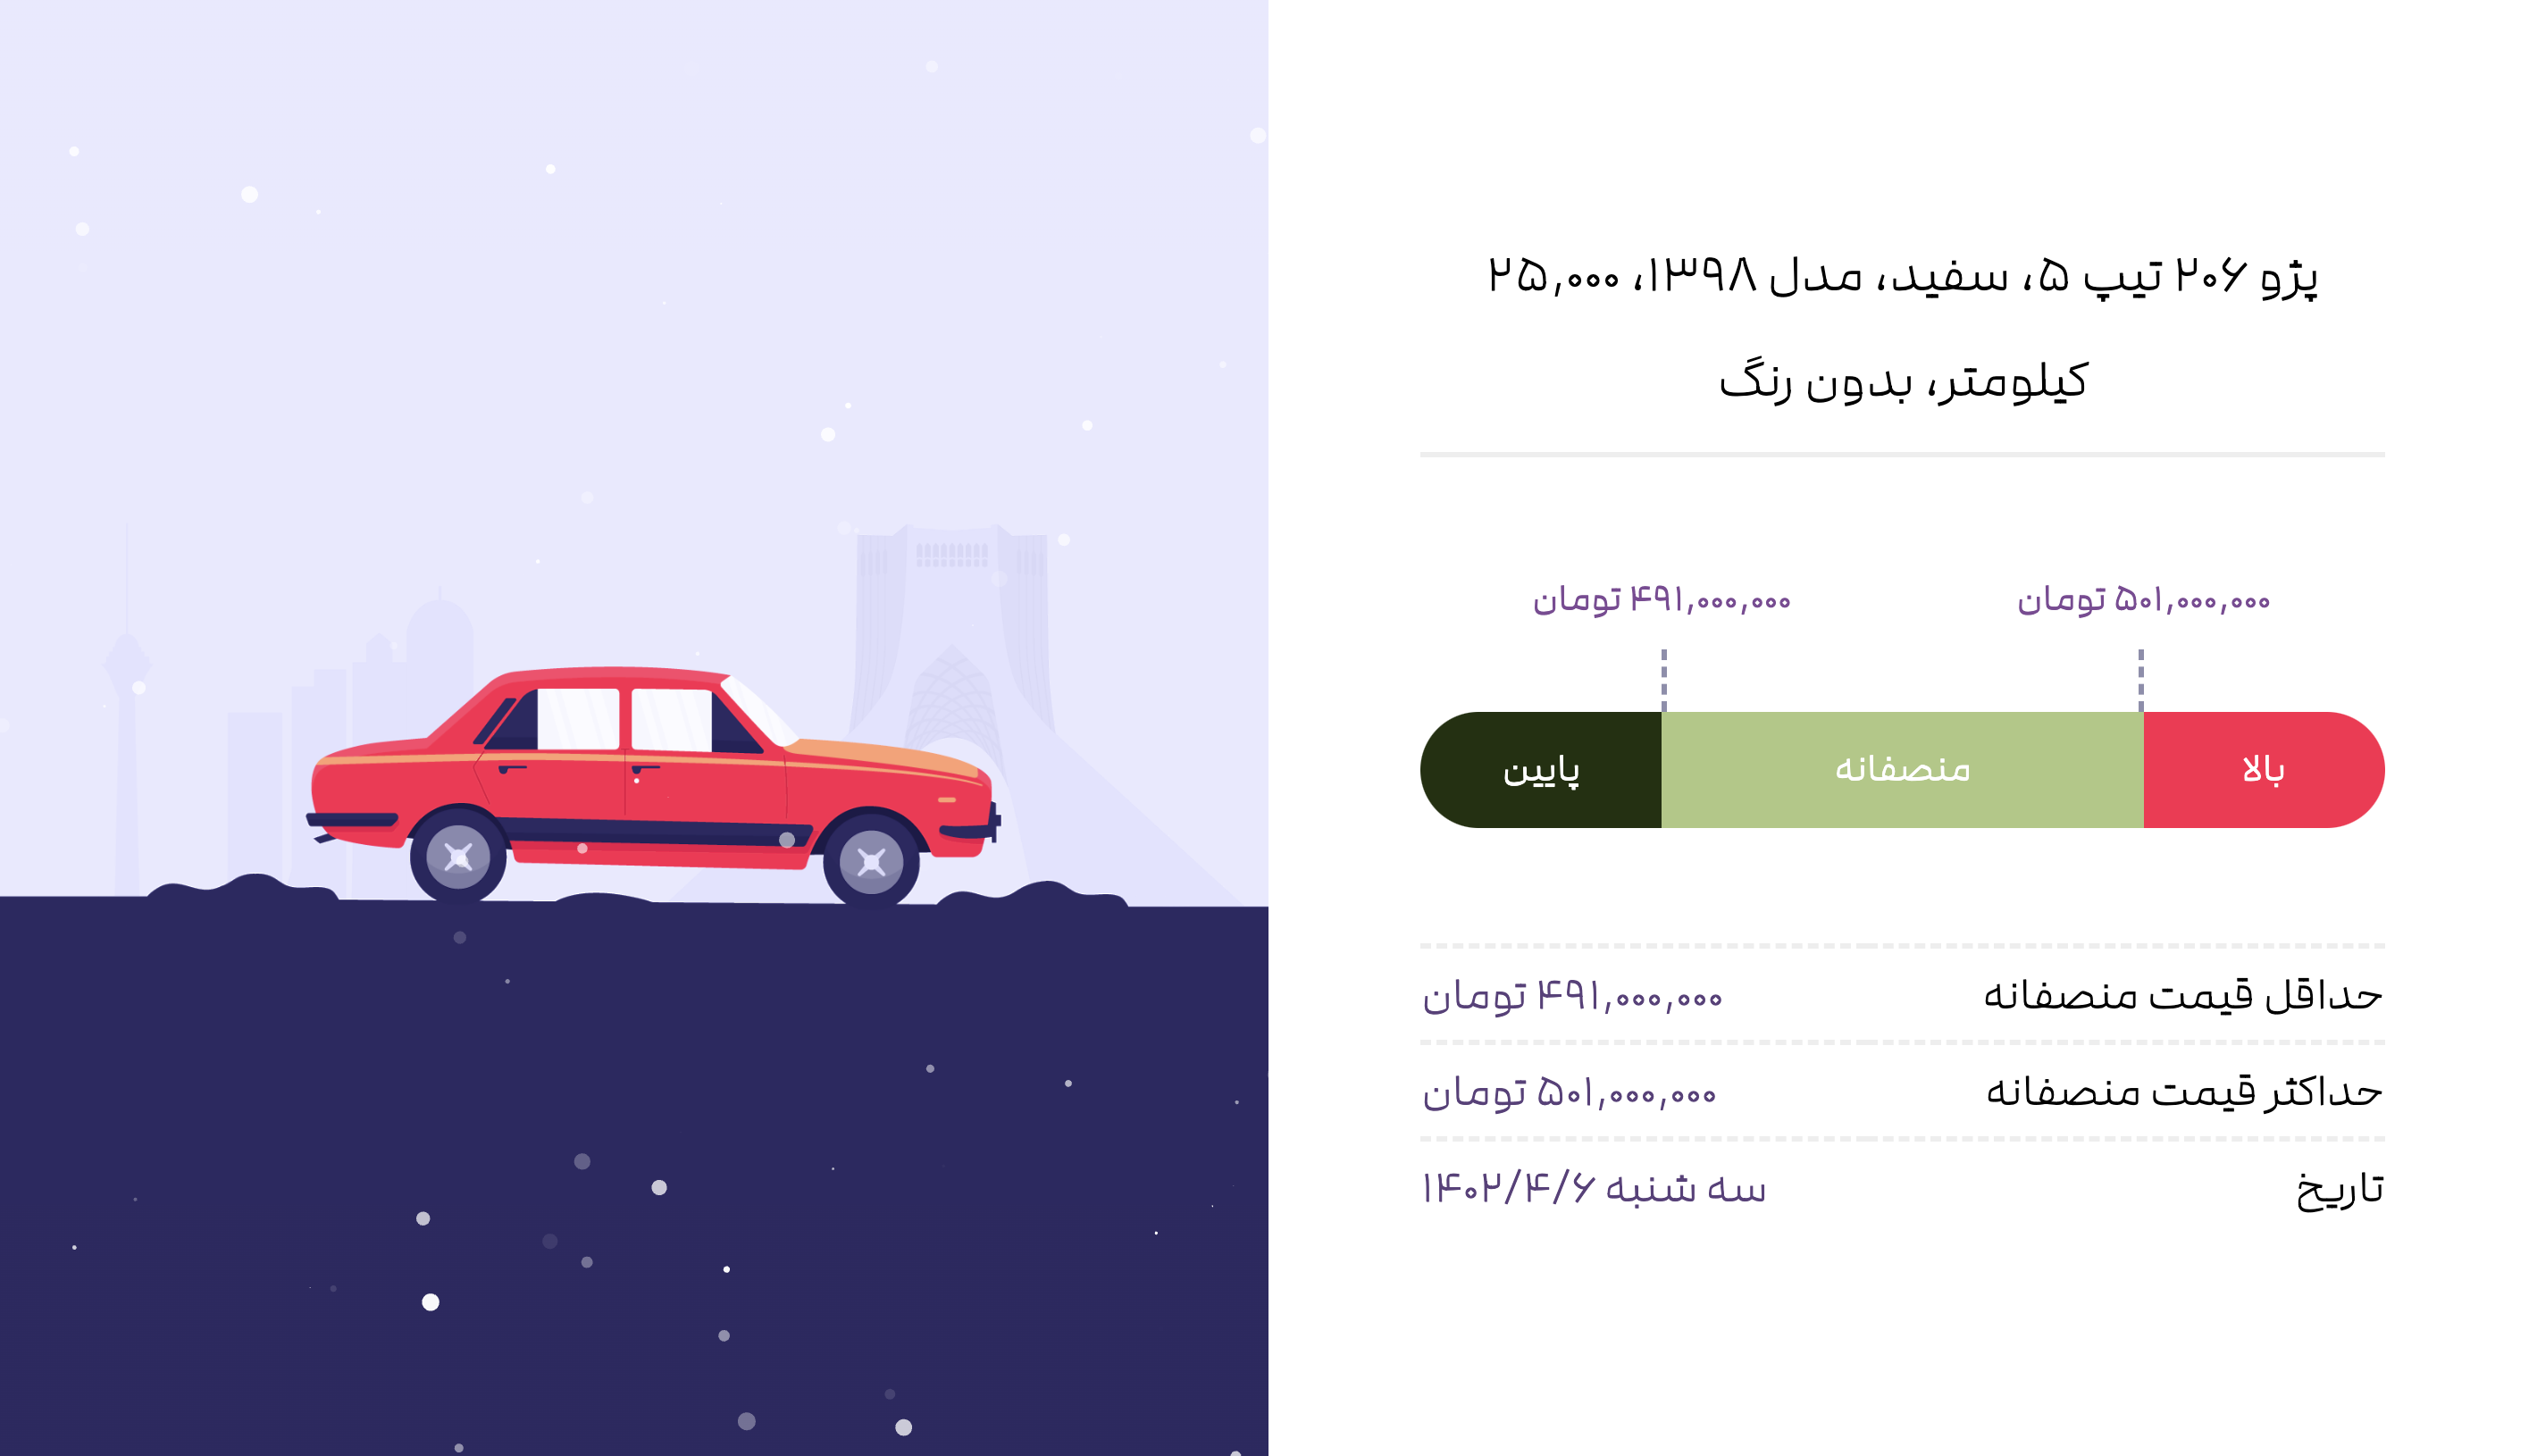 پژو ۲۰۶ تیپ ۵، سفید، مدل ۱۳۹۸، ۲۵,۰۰۰
کیلومتر، بدون رنگ
۵۰۱,۰۰۰,۰۰۰ تومان
۴۹۱,۰۰۰,۰۰۰ تومان
بالا
منصفانه
پایین
حداقل قیمت منصفانه ۴۹۱,۰۰۰,۰۰۰ تومان
حداکثر قیمت منصفانه ۵۰۱,۰۰۰,۰۰۰ تومان
تاریخ سه شنبه ۱۴۰۲/۴/۶